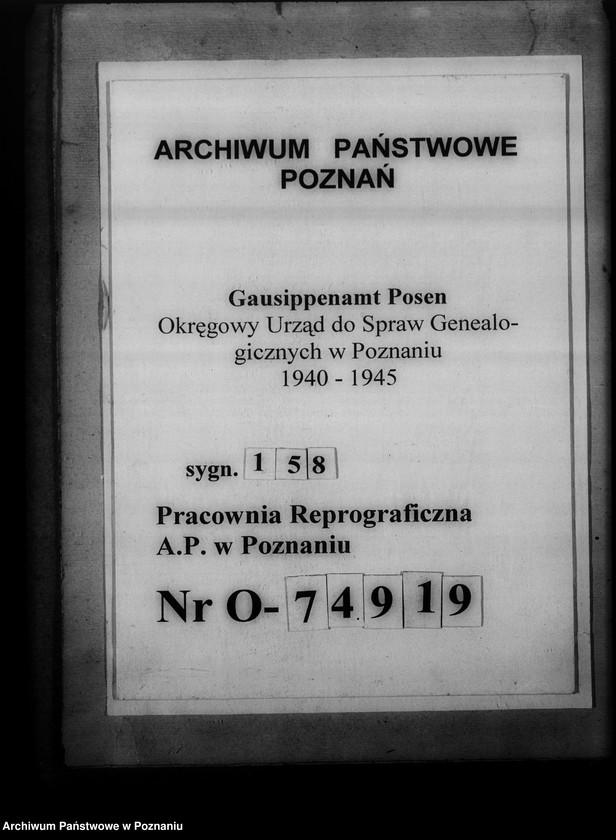 ARCHIWUM PAŃSTWOWE
POZNAŃ
Gausippenamt Posen
Okręgowy Urząd do Spraw Genealo-
gicznych w Poznaniu
1940 - 1945
sygn. 158
Pracownia Reprograficzna
A.P. w Poznaniu
Nr O-74919
Archiwum Państwowe w Poznaniu